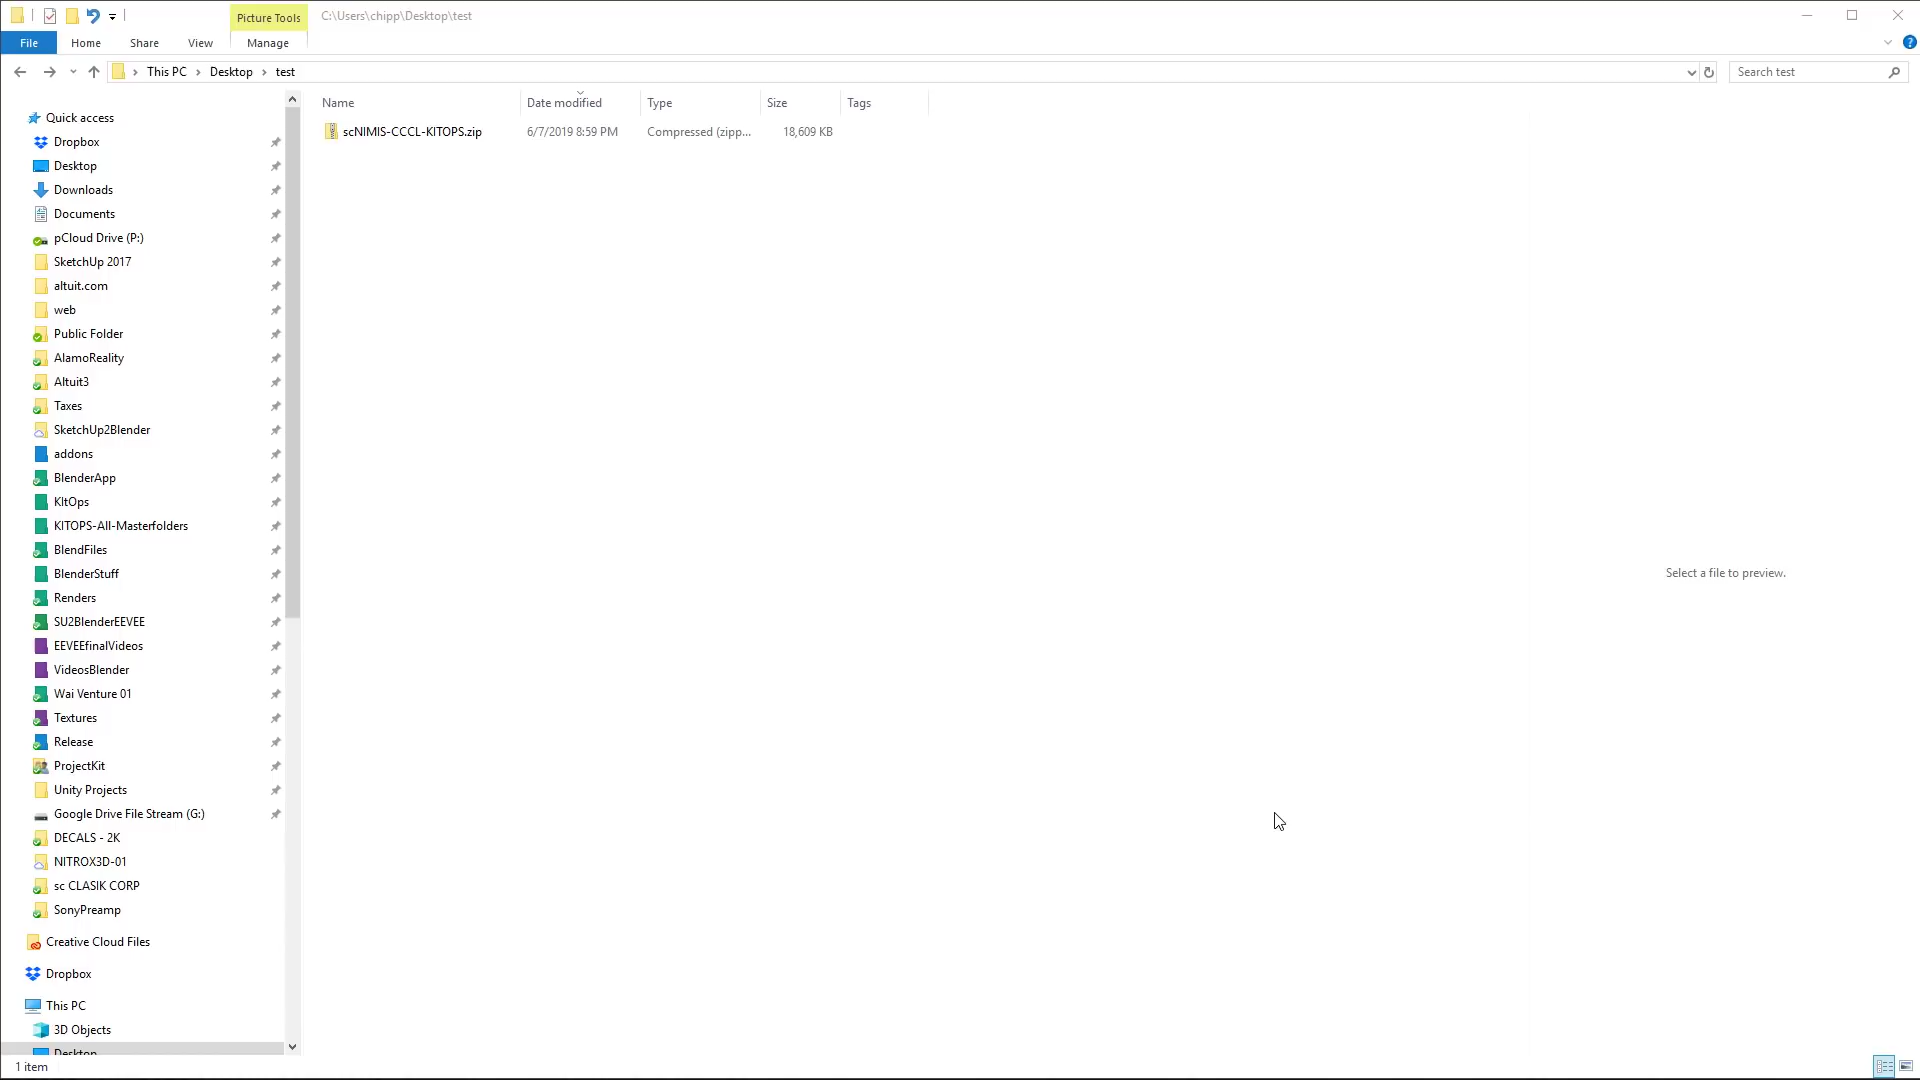 Picture Tools
C:\Users\chipp\Desktop\test
File
Home
Share
View
Manage
This PC
Desktop
test
Search test
Name
Date modified
Type
Size
Tags
scNIMIS-CCCL-KITOPS.zip
6/7/2019 8:59 PM
Compressed (zipp...
18,609 KB
Quick access
Dropbox
Desktop
Downloads
Documents
pCloud Drive (P:)
SketchUp 2017
altuit.com
web
Public Folder
AlamoReality
Altuit3
Taxes
SketchUp2Blender
addons
BlenderApp
KItOps
KITOPS-All-Masterfolders
BlendFiles
BlenderStuff
Renders
SU2BlenderEEVEE
EEVEEfinalVideos
VideosBlender
Wai Venture 01
Textures
Release
ProjectKit
Unity Projects
Google Drive File Stream (G:)
DECALS - 2K
NITROX3D-01
sc CLASIK CORP
SonyPreamp
Creative Cloud Files
Dropbox
This PC
3D Objects
Desktop
Select a file to preview.
1 item